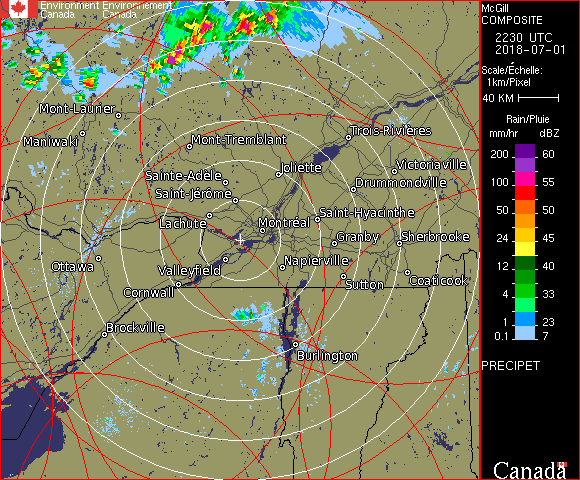 Environment Environnement
Canada Canada
Mont-Laurier
Maniwaki
Mont-Tremblant
Trois-Rivières
Sainte-Adèle
Joliette
Victoriaville
Saint-Jérôme
Drummondville
Lachute
Montréal
Saint-Hyacinthe
Granby
Sherbrooke
Ottawa
Valleyfield
Napierville
Cornwall
Sutton
Coaticook
Brockville
Burlington
McGill
COMPOSITE
2230 UTC
2018-07-01
Scale/Échelle:
1km/Pixel
40 KM
Rain/Pluie
mm/hr dBZ
200 60
150 55
100 55
50 50
24 45
12 40
4 33
1 23
0.1 7
PRECIPET
Canada